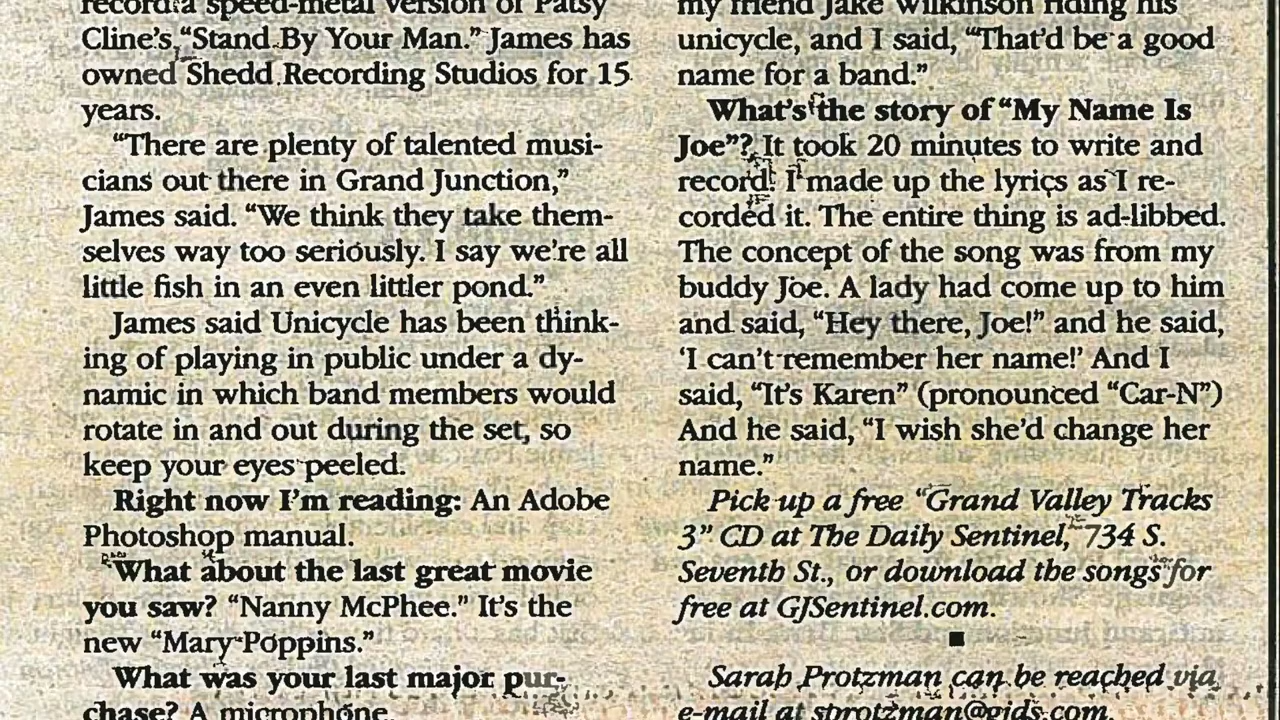 record a speed-metal version of Patsy
Cline's, “Stand By Your Man.” James has
owned Shedd Recording Studios for 15
years.
“There are plenty of talented musi-
cians out there in Grand Junction,”
James said. “We think they take them-
selves way too seriously. I say we're all
little fish in an even littler pond.”
James said Unicycle has been think-
ing of playing in public under a dy-
namic in which band members would
rotate in and out during the set, so
keep your eyes peeled.
Right now I'm reading: An Adobe
Photoshop manual.
What about the last great movie
you saw? “Nanny McPhee.” It's the
new “Mary Poppins.”
What was your last major pur-
chase? A microphone.
my friend Jake Wilkinson riding his
unicycle, and I said, “That'd be a good
name for a band.”
What's the story of “My Name Is
Joe”? It took 20 minutes to write and
record! I made up the lyrics as I re-
corded it. The entire thing is ad-libbed.
The concept of the song was from my
buddy Joe. A lady had come up to him
and said, “Hey there, Joe!” and he said,
‘I can't remember her name!’ And I
said, “It's Karen” (pronounced “Car-N”)
And he said, “I wish she'd change her
name.”
Pick up a free “Grand Valley Tracks
3” CD at The Daily Sentinel, 734 S.
Seventh St., or download the songs for
free at GJSentinel.com.
Sarah Protzman can be reached via
e-mail at sprotzman@gjds.com.